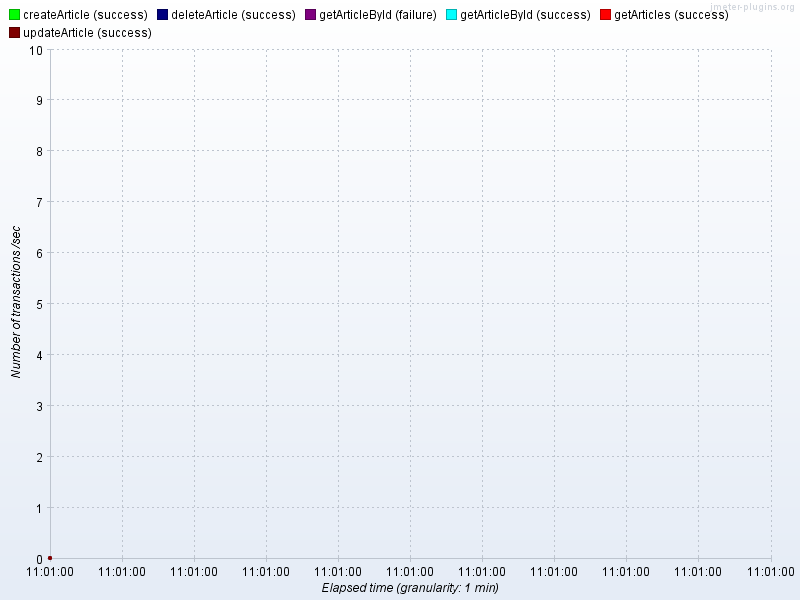 createArticle (success) deleteArticle (success) getArticleById (failure) getArticleById (success) getArticles (success)
jmeter-plugins.org
updateArticle (success)
10
9
8
7
6
5
4
3
2
1
0
Number of transactions /sec
11:01:00 11:01:00 11:01:00 11:01:00 11:01:00 11:01:00 11:01:00 11:01:00 11:01:00 11:01:00 11:01:00
Elapsed time (granularity: 1 min)